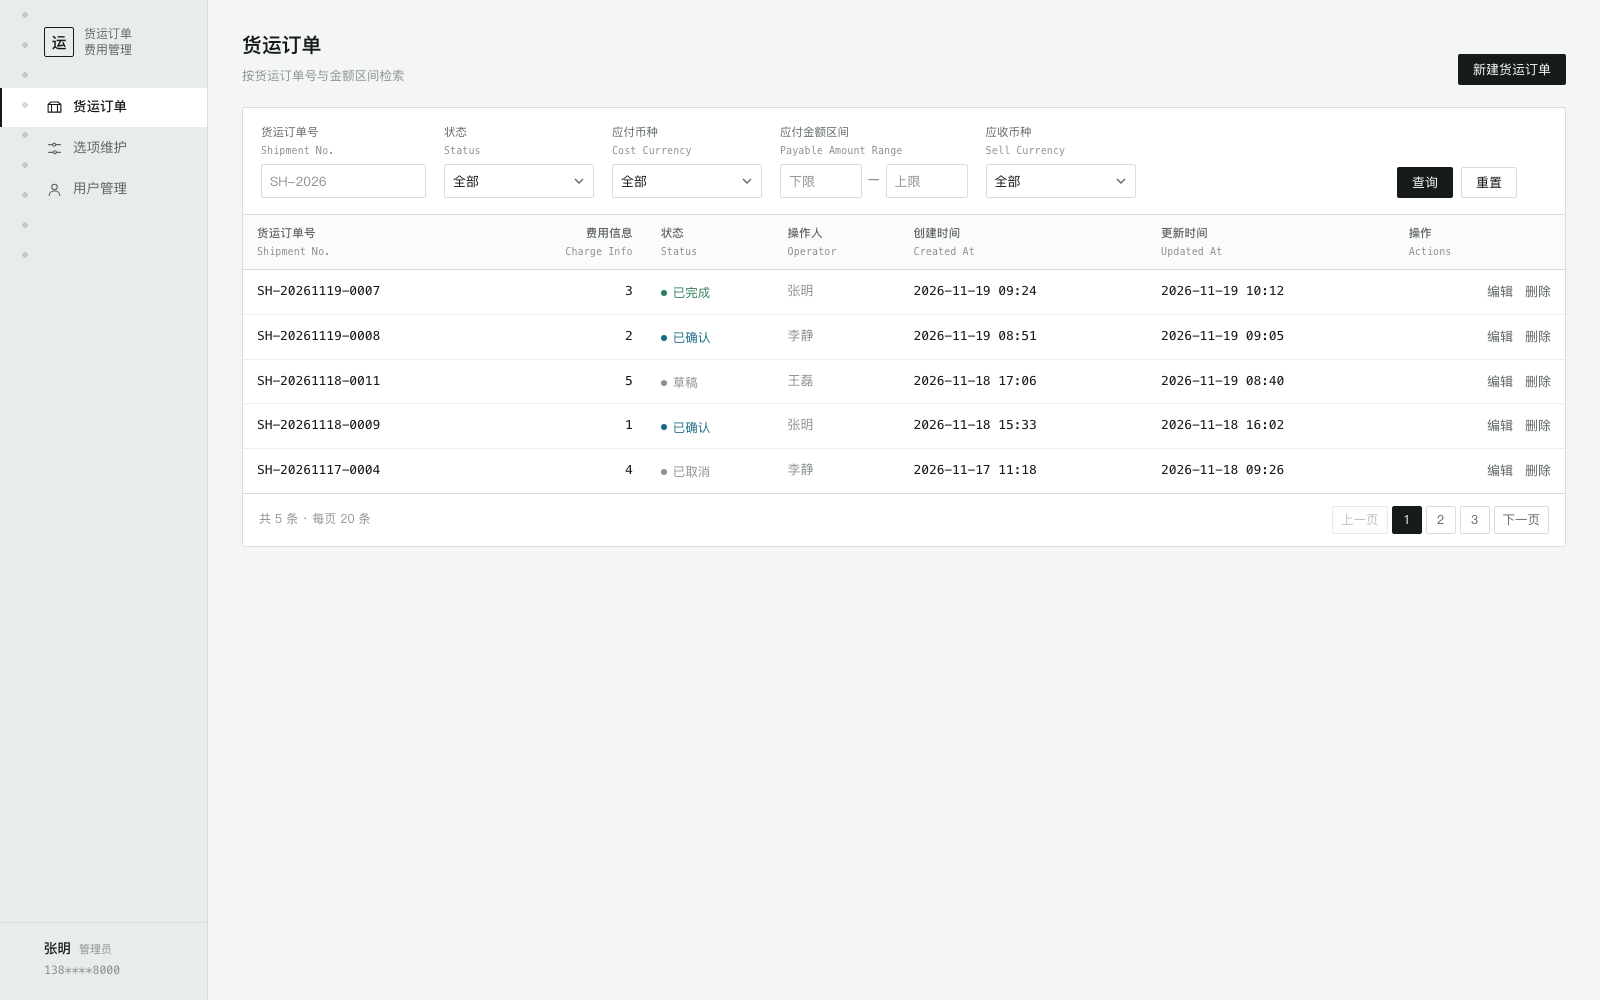 运
货运订单
费用管理
货运订单
选项维护
用户管理
张明 管理员
138****8000
货运订单
按货运订单号与金额区间检索
新建货运订单
货运订单号 状态 应付币种 应付金额区间 应收币种
Shipment No. Status Cost Currency Payable Amount Range Sell Currency
SH-2026 全部 全部 下限 — 上限 全部 查询 重置
货运订单号 费用信息 状态 操作人 创建时间 更新时间 操作
Shipment No. Charge Info Status Operator Created At Updated At Actions
SH-20261119-0007 3 已完成 张明 2026-11-19 09:24 2026-11-19 10:12 编辑 删除
SH-20261119-0008 2 已确认 李静 2026-11-19 08:51 2026-11-19 09:05 编辑 删除
SH-20261118-0011 5 草稿 王磊 2026-11-18 17:06 2026-11-19 08:40 编辑 删除
SH-20261118-0009 1 已确认 张明 2026-11-18 15:33 2026-11-18 16:02 编辑 删除
SH-20261117-0004 4 已取消 李静 2026-11-17 11:18 2026-11-18 09:26 编辑 删除
共 5 条 · 每页 20 条 上一页 1 2 3 下一页